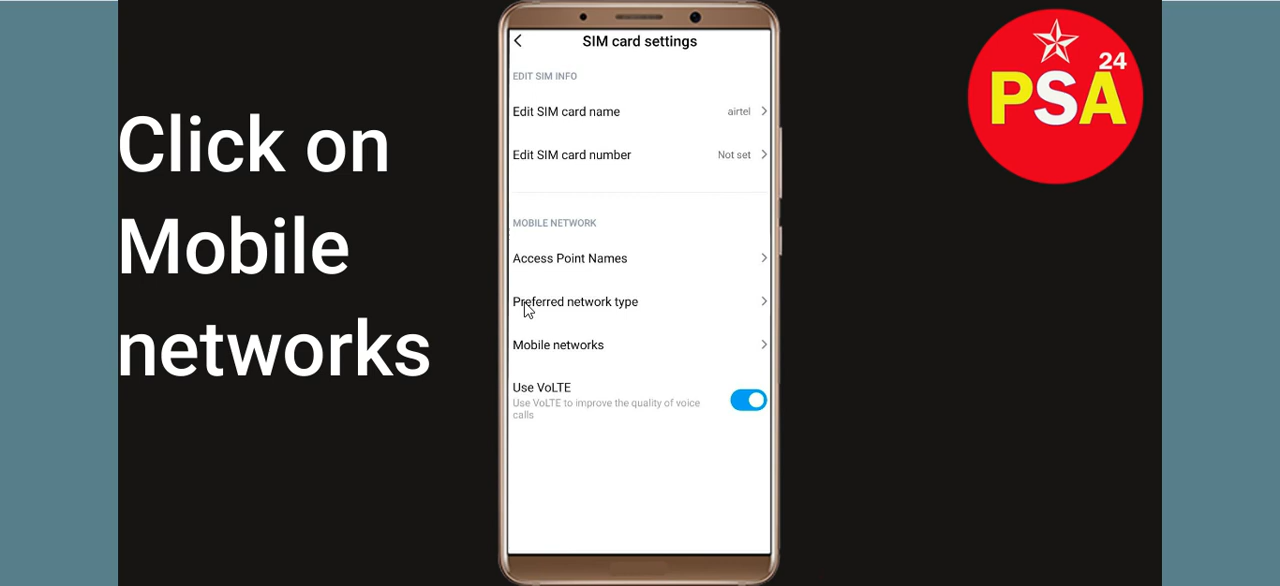 Click on
Mobile
networks
SIM card settings
EDIT SIM INFO
Edit SIM card name airtel
Edit SIM card number Not set
MOBILE NETWORK
Access Point Names
Preferred network type
Mobile networks
Use VoLTE
Use VoLTE to improve the quality of voice
calls
24
PSA